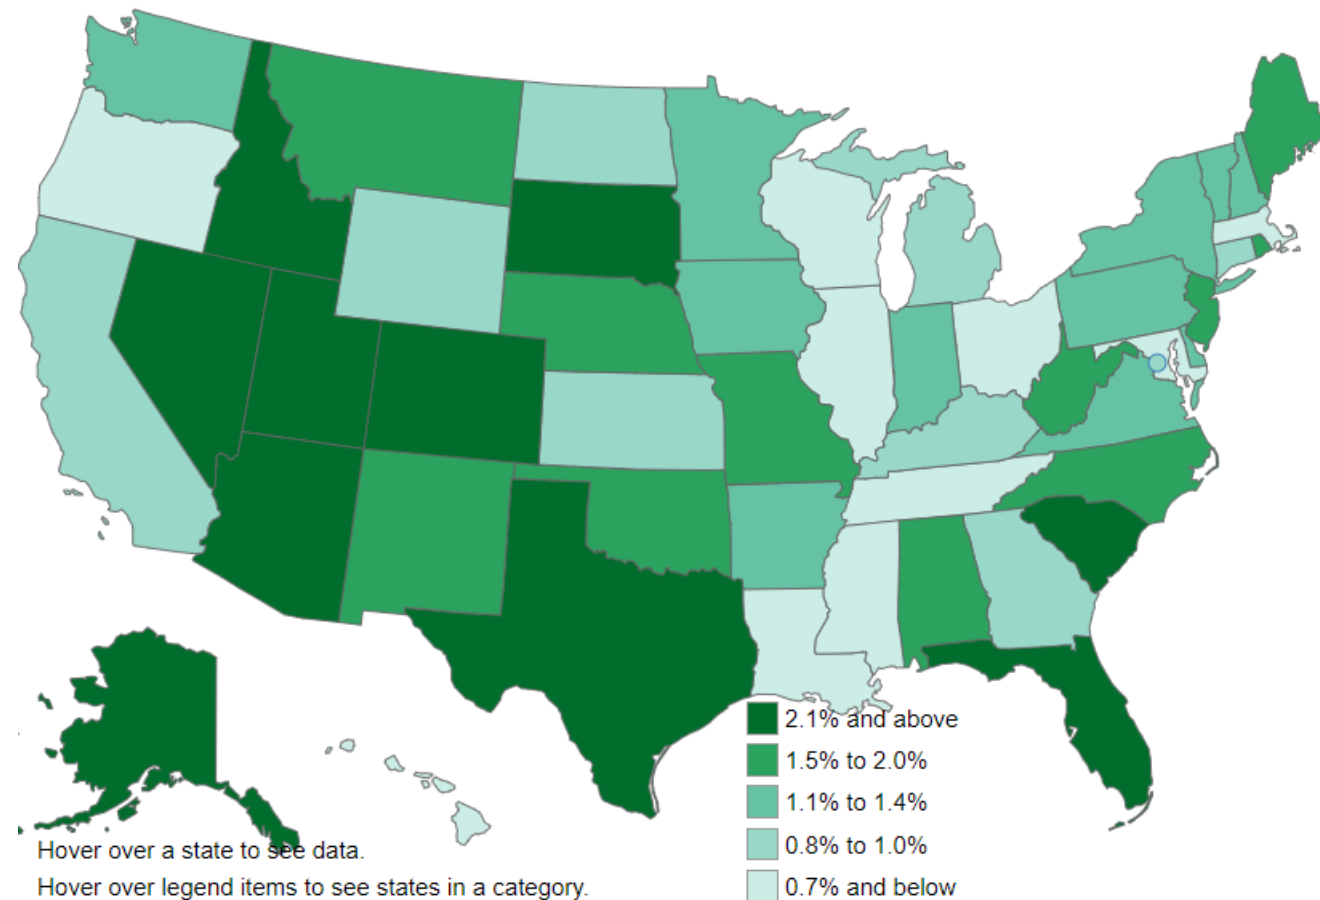 2.1% and above
1.5% to 2.0%
1.1% to 1.4%
0.8% to 1.0%
0.7% and below
Hover over a state to see data.
Hover over legend items to see states in a category.